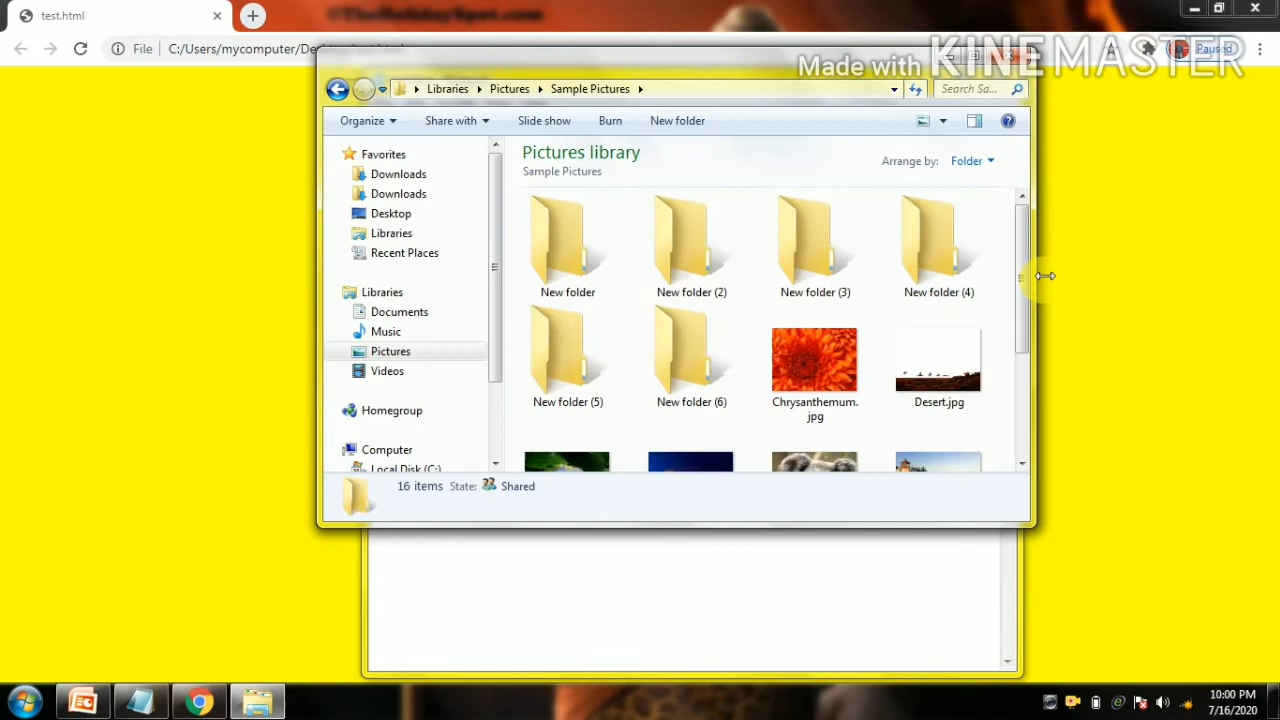 test.html
File
C:/Users/mycomputer/Des
Paused
Made with KINEMASTER
Libraries
Pictures
Sample Pictures
Search Sa...
Organize
Share with
Slide show
Burn
New folder
Favorites
Downloads
Downloads
Desktop
Libraries
Recent Places
Libraries
Documents
Music
Pictures
Videos
Homegroup
Computer
Local Disk (C:)
Pictures library
Sample Pictures
Arrange by:
Folder
New folder
New folder (2)
New folder (3)
New folder (4)
New folder (5)
New folder (6)
Chrysanthemum.
jpg
Desert.jpg
16 items
State:
Shared
10:00 PM
7/16/2020